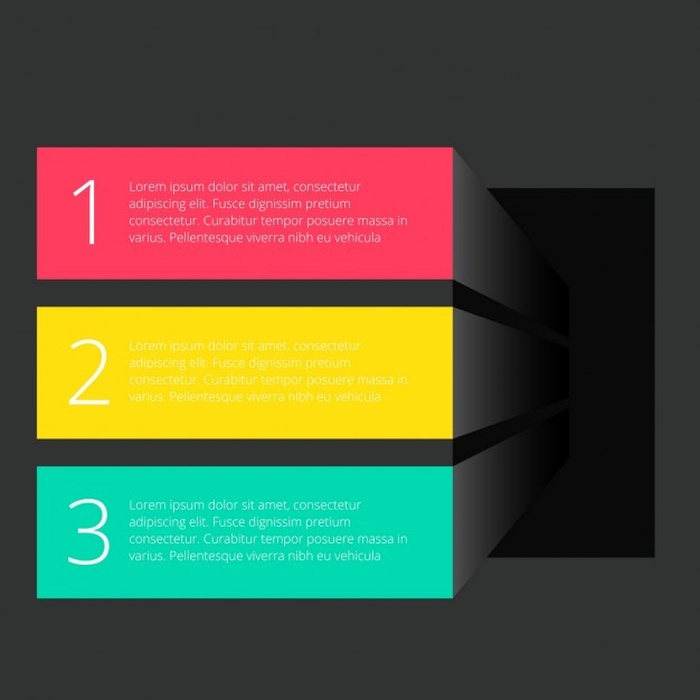 1
Lorem ipsum dolor sit amet, consectetur
adipiscing elit. Fusce dignissim pretium
consectetur. Curabitur tempor posuere massa in
varius. Pellentesque viverra nibh eu vehicula
2
Lorem ipsum dolor sit amet, consectetur
adipiscing elit. Fusce dignissim pretium
consectetur. Curabitur tempor posuere massa in
varius. Pellentesque viverra nibh eu vehicula
3
Lorem ipsum dolor sit amet, consectetur
adipiscing elit. Fusce dignissim pretium
consectetur. Curabitur tempor posuere massa in
varius. Pellentesque viverra nibh eu vehicula